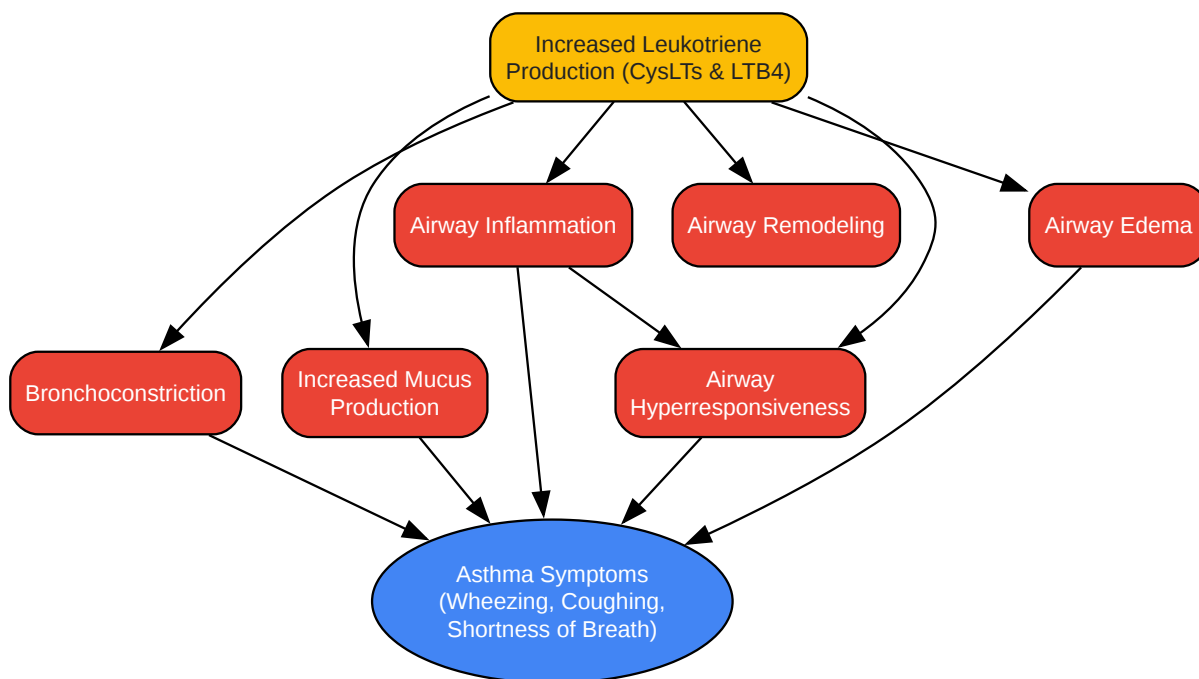 Increased Leukotriene
Production (CysLTs & LTB4)
Airway Inflammation
Airway Remodeling
Airway Edema
Bronchoconstriction
Increased Mucus
Production
Airway
Hyperresponsiveness
Asthma Symptoms
(Wheezing, Coughing,
Shortness of Breath)